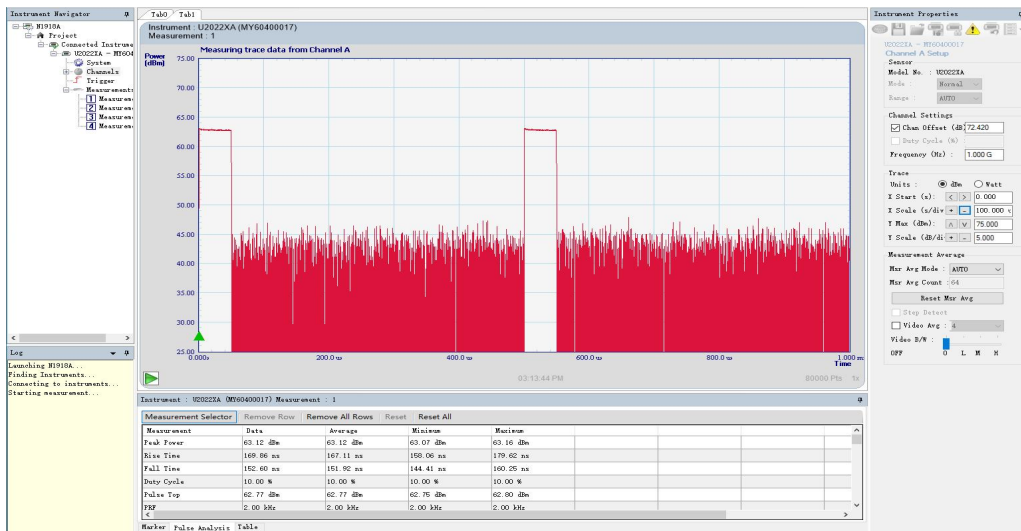 Instrument Navigator
N1918A
Project
Connected Instrume
U2022XA - MY604
System
Channels
Trigger
Measurements
1 Measurem
2 Measurem
3 Measurem
4 Measurem
Log
Launching N1918A...
Finding Instruments...
Connecting to instruments...
Starting measurement...
Tab0 Tab1
Instrument : U2022XA (MY60400017)
Measurement : 1
Power (dBm)
Measuring trace data from Channel A
75.00
70.00
65.00
60.00
55.00
50.00
45.00
40.00
35.00
30.00
25.00
0.000s 200.0 us 400.0 us 600.0 us 800.0 us 1.000 ms
Time
03:13:44 PM
80000 Pts 1x
Instrument : U2022XA (MY60400017) Measurement : 1
Measurement Selector Remove Row Remove All Rows Reset Reset All
Measurement Data Average Minimum Maximum
Peak Power 63.12 dBm 63.12 dBm 63.07 dBm 63.16 dBm
Rise Time 169.86 ns 167.11 ns 158.06 ns 179.62 ns
Fall Time 152.60 ns 151.92 ns 144.41 ns 160.25 ns
Duty Cycle 10.00 % 10.00 % 10.00 % 10.00 %
Pulse Top 62.77 dBm 62.77 dBm 62.75 dBm 62.80 dBm
PRF 2.00 kHz 2.00 kHz 2.00 kHz 2.00 kHz
Marker Pulse Analysis Table
Instrument Properties
U2022XA - MY60400017
Channel A Setup
Sensor
Model No. : U2022XA
Mode : Normal
Range : AUTO
Channel Settings
Chan Offset (dB) 72.420
Duty Cycle (%)
Frequency (Hz) : 1.000 G
Trace
Units : dBm Watt
X Start (s): < > 0.000
X Scale (s/div + - 100.000 
Y Max (dBm): 75.000
Y Scale (dB/di + - 5.000
Measurement Average
Msr Avg Mode : AUTO
Msr Avg Count :64
Reset Msr Avg
Step Detect
Video Avg : 4
Video B/W :
OFF O L M H